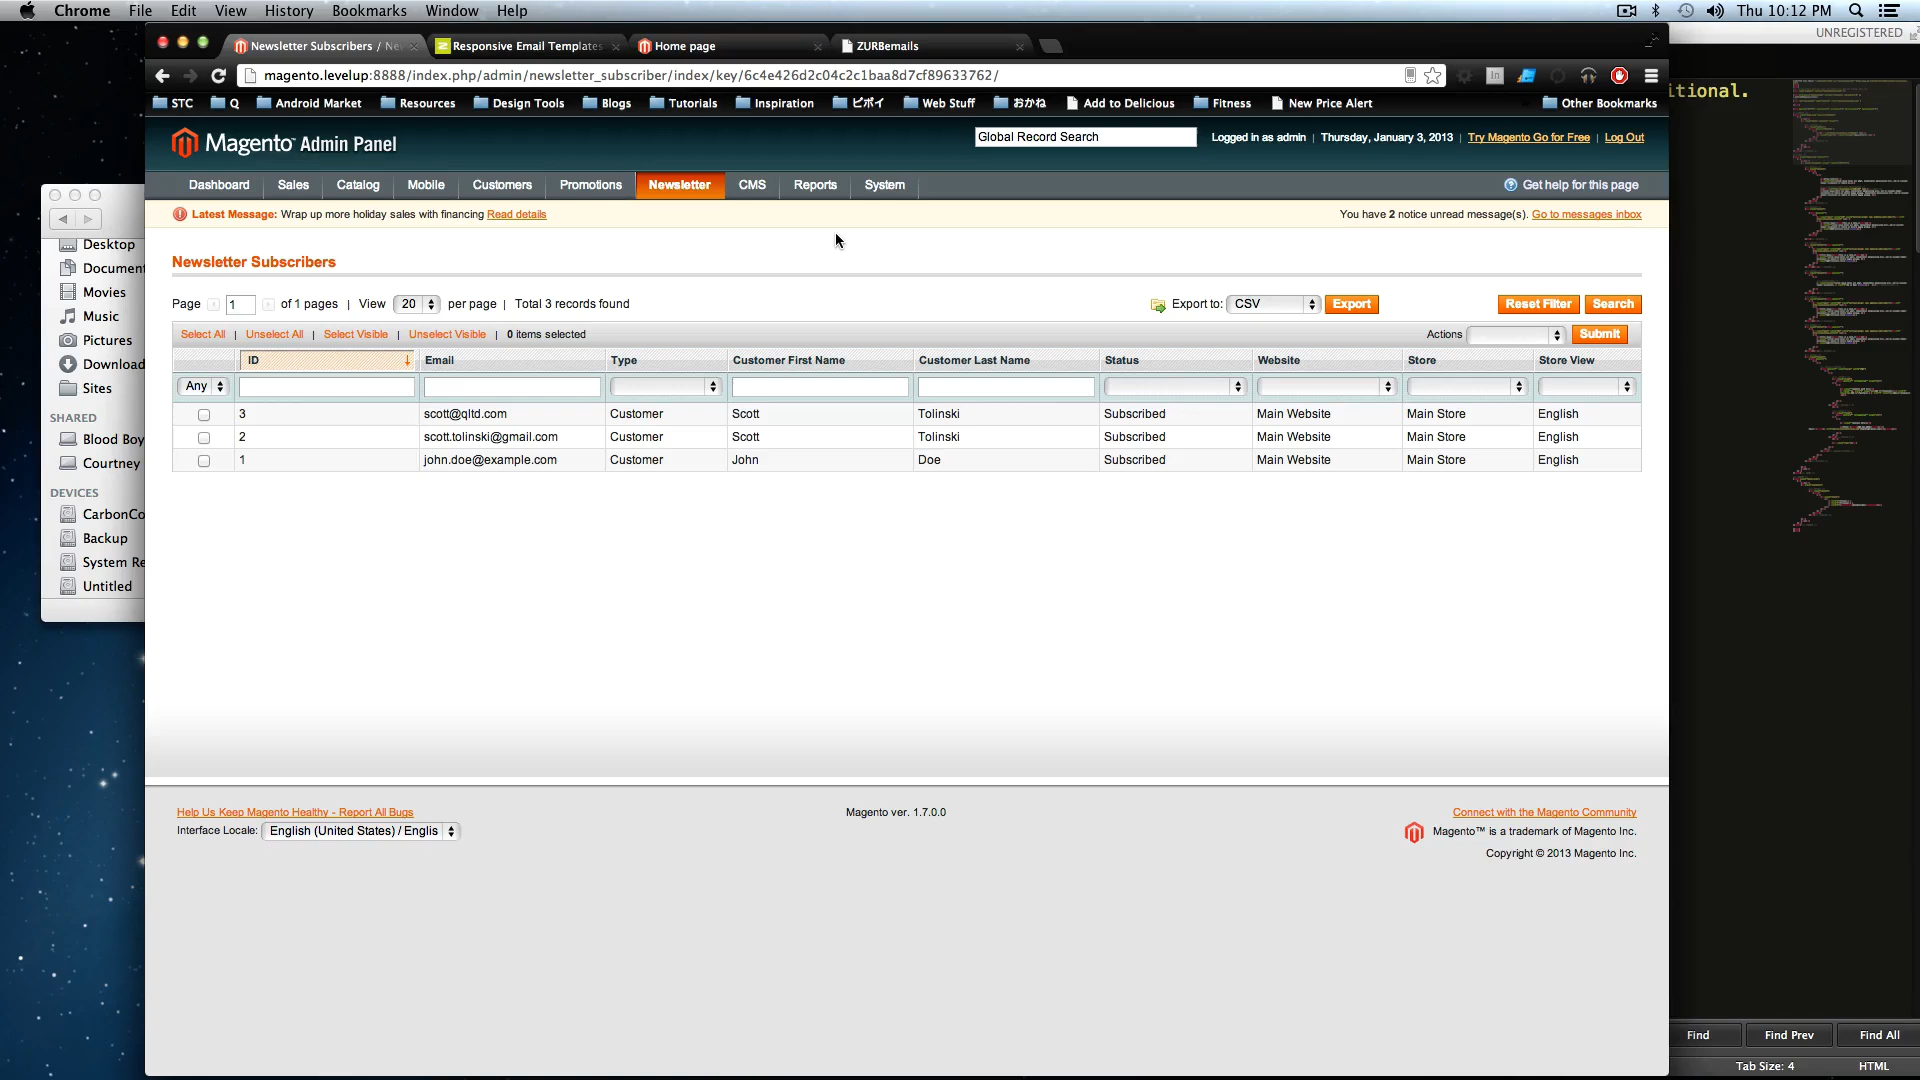 Chrome File Edit View History Bookmarks Window Help Thu 10:12 PM
UNREGISTERED
Newsletter Subscribers / Ne Responsive Email Templates Home page ZURBemails
magento.levelup:8888/index.php/admin/newsletter_subscriber/index/key/6c4e426d2c04c2c1baa8d7cf89633762/
STC Q Android Market Resources Design Tools Blogs Tutorials Inspiration ビボイ Web Stuff おかね Add to Delicious Fitness New Price Alert Other Bookmarks
itional.
Magento Admin Panel Global Record Search Logged in as admin | Thursday, January 3, 2013 | Try Magento Go for Free | Log Out
Dashboard Sales Catalog Mobile Customers Promotions Newsletter CMS Reports System Get help for this page
Latest Message: Wrap up more holiday sales with financing Read details You have 2 notice unread message(s). Go to messages inbox
Newsletter Subscribers
Page 1 of 1 pages | View 20 per page | Total 3 records found Export to: CSV Export Reset Filter Search
Select All | Unselect All | Select Visible | Unselect Visible | 0 items selected Actions Submit
ID Email Type Customer First Name Customer Last Name Status Website Store Store View
Any
3 scott@qltd.com Customer Scott Tolinski Subscribed Main Website Main Store English
2 scott.tolinski@gmail.com Customer Scott Tolinski Subscribed Main Website Main Store English
1 john.doe@example.com Customer John Doe Subscribed Main Website Main Store English
Desktop
Document
Movies
Music
Pictures
Download
Sites
SHARED
Blood Boy
Courtney
DEVICES
CarbonCo
Backup
System Re
Untitled
Help Us Keep Magento Healthy - Report All Bugs Magento ver. 1.7.0.0 Connect with the Magento Community
Interface Locale: English (United States) / Englis Magento™ is a trademark of Magento Inc.
Copyright © 2013 Magento Inc.
Find Find Prev Find All
Tab Size: 4 HTML